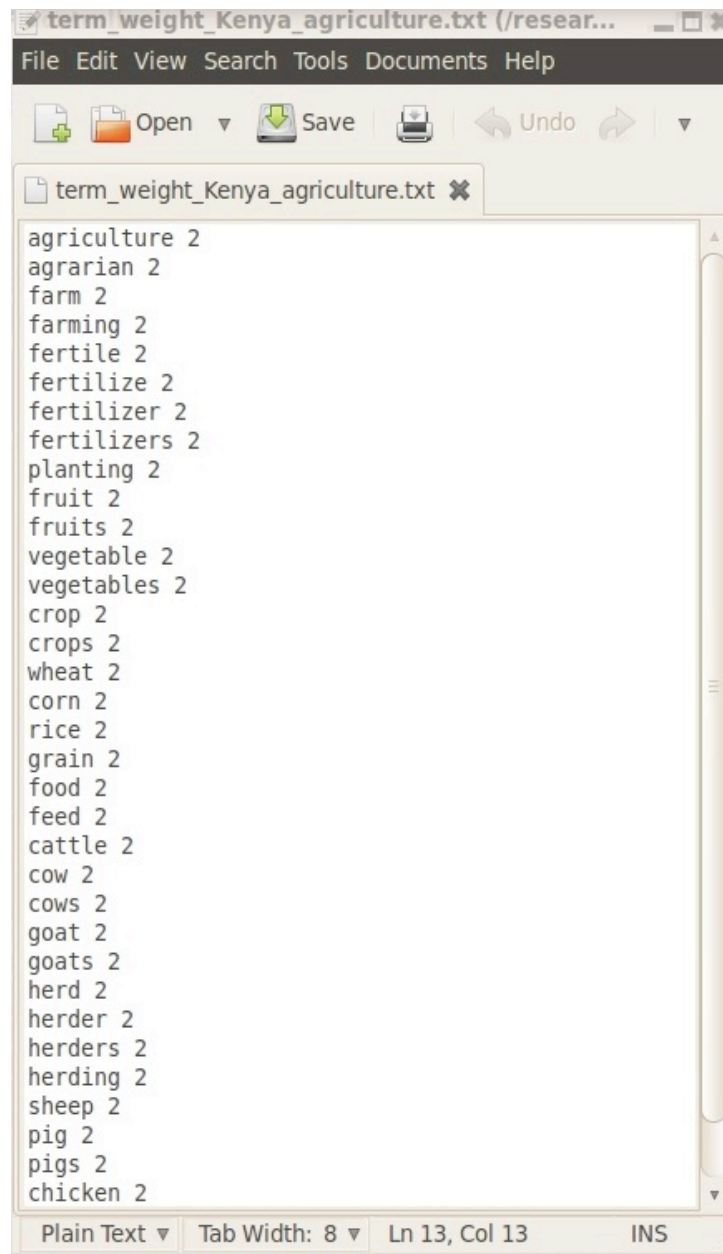 term_weight_Kenya_agriculture.txt (/resear...
File Edit View Search Tools Documents Help
Open Save Undo
term_weight_Kenya_agriculture.txt
agriculture 2
agrarian 2
farm 2
farming 2
fertile 2
fertilize 2
fertilizer 2
fertilizers 2
planting 2
fruit 2
fruits 2
vegetable 2
vegetables 2
crop 2
crops 2
wheat 2
corn 2
rice 2
grain 2
food 2
feed 2
cattle 2
cow 2
cows 2
goat 2
goats 2
herd 2
herder 2
herders 2
herding 2
sheep 2
pig 2
pigs 2
chicken 2
Plain Text Tab Width: 8 Ln 13, Col 13 INS